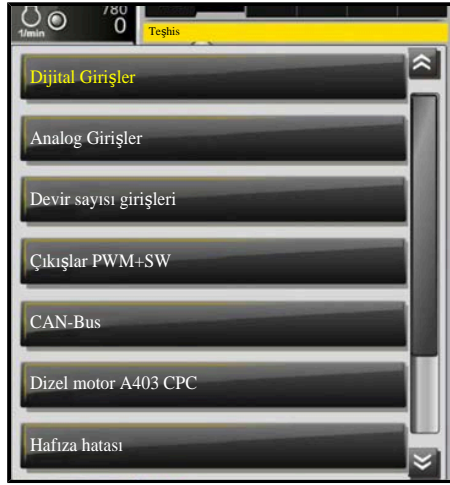 780
1/min
0
Teşhis
Dijital Girişler
Analog Girişler
Devir sayısı girişleri
Çıkışlar PWM+SW
CAN-Bus
Dizel motor A403 CPC
Hafıza hatası